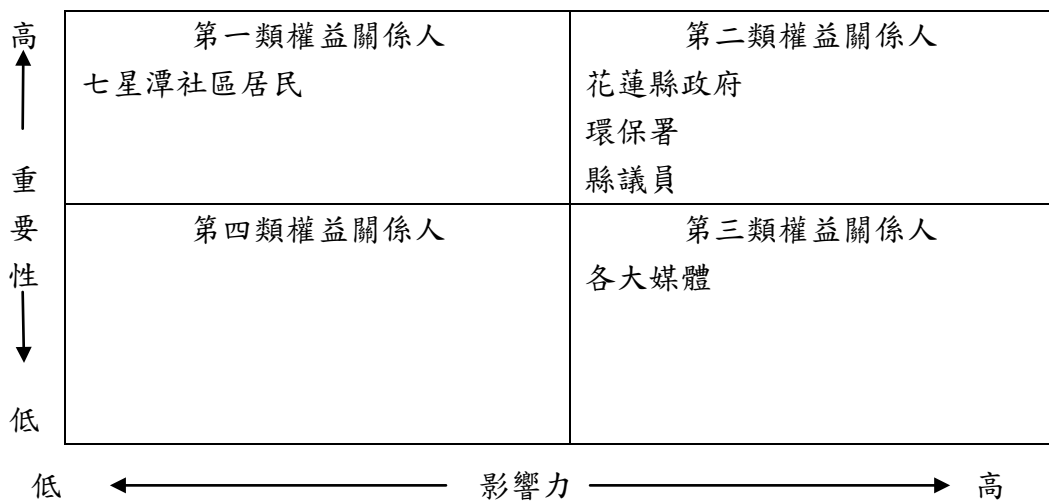 高
重
要
性
低
第一類權益關係人
七星潭社區居民
第二類權益關係人
花蓮縣政府
環保署
縣議員
第四類權益關係人
第三類權益關係人
各大媒體
低 影響力 高